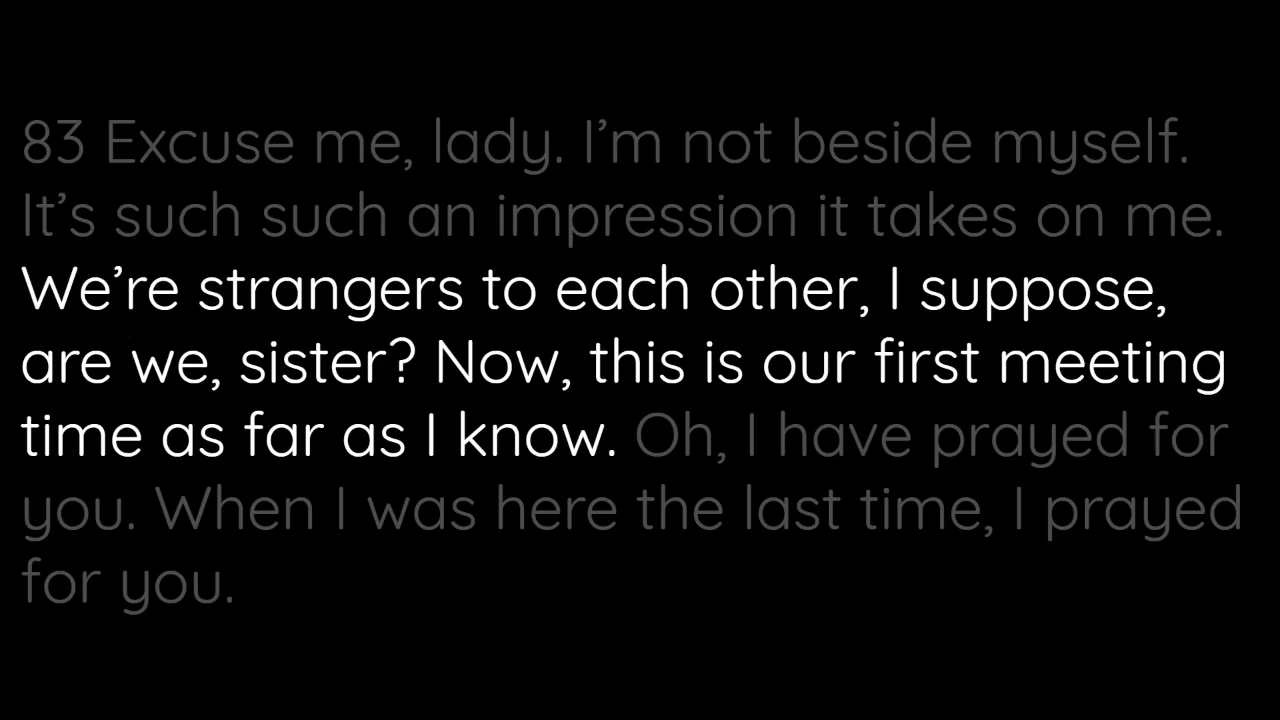 83 Excuse me, lady. I’m not beside myself.
It’s such such an impression it takes on me.
We’re strangers to each other, I suppose,
are we, sister? Now, this is our first meeting
time as far as I know. Oh, I have prayed for
you. When I was here the last time, I prayed
for you.